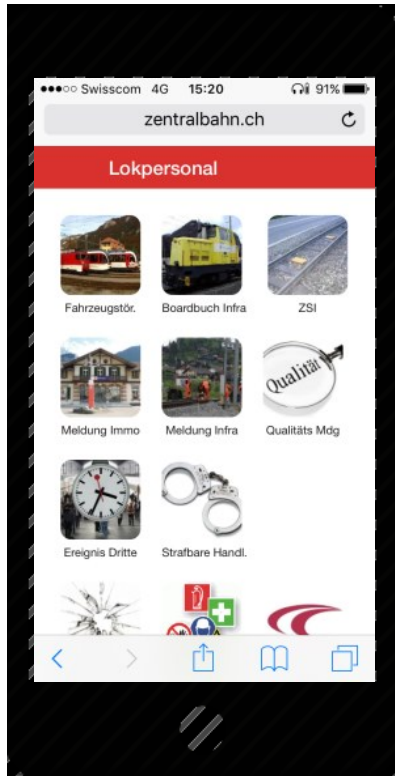 Swisscom 4G 15:20 91%
zentralbahn.ch
Lokpersonal
Fahrzeugstör. Boardbuch Infra ZSI
Qualität
Meldung Immo Meldung Infra Qualitäts Mdg
Ereignis Dritte Strafbare Handl.